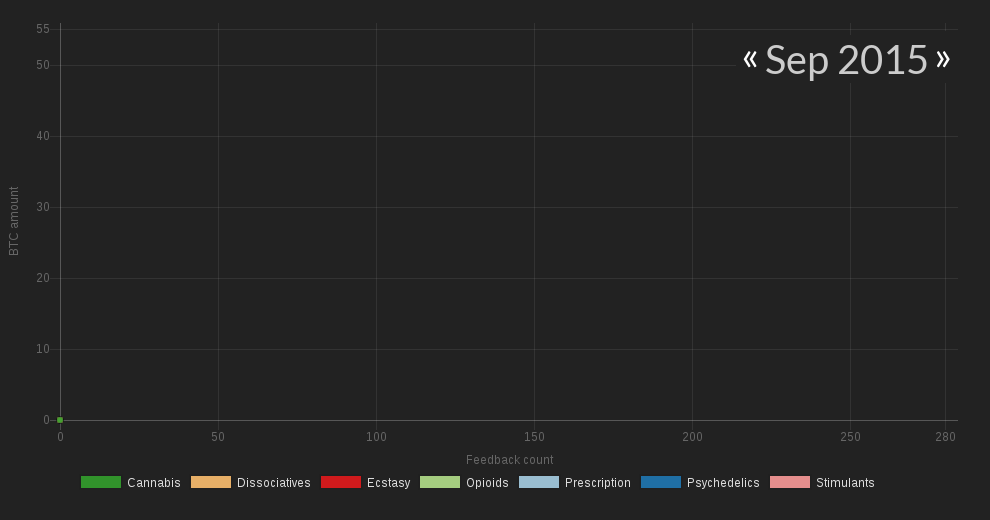 « Sep 2015 »
55
50
40
30
20
10
0
BTC amount
0 50 100 150 200 250 280
Feedback count
Cannabis Dissociatives Ecstasy Opioids Prescription Psychedelics Stimulants